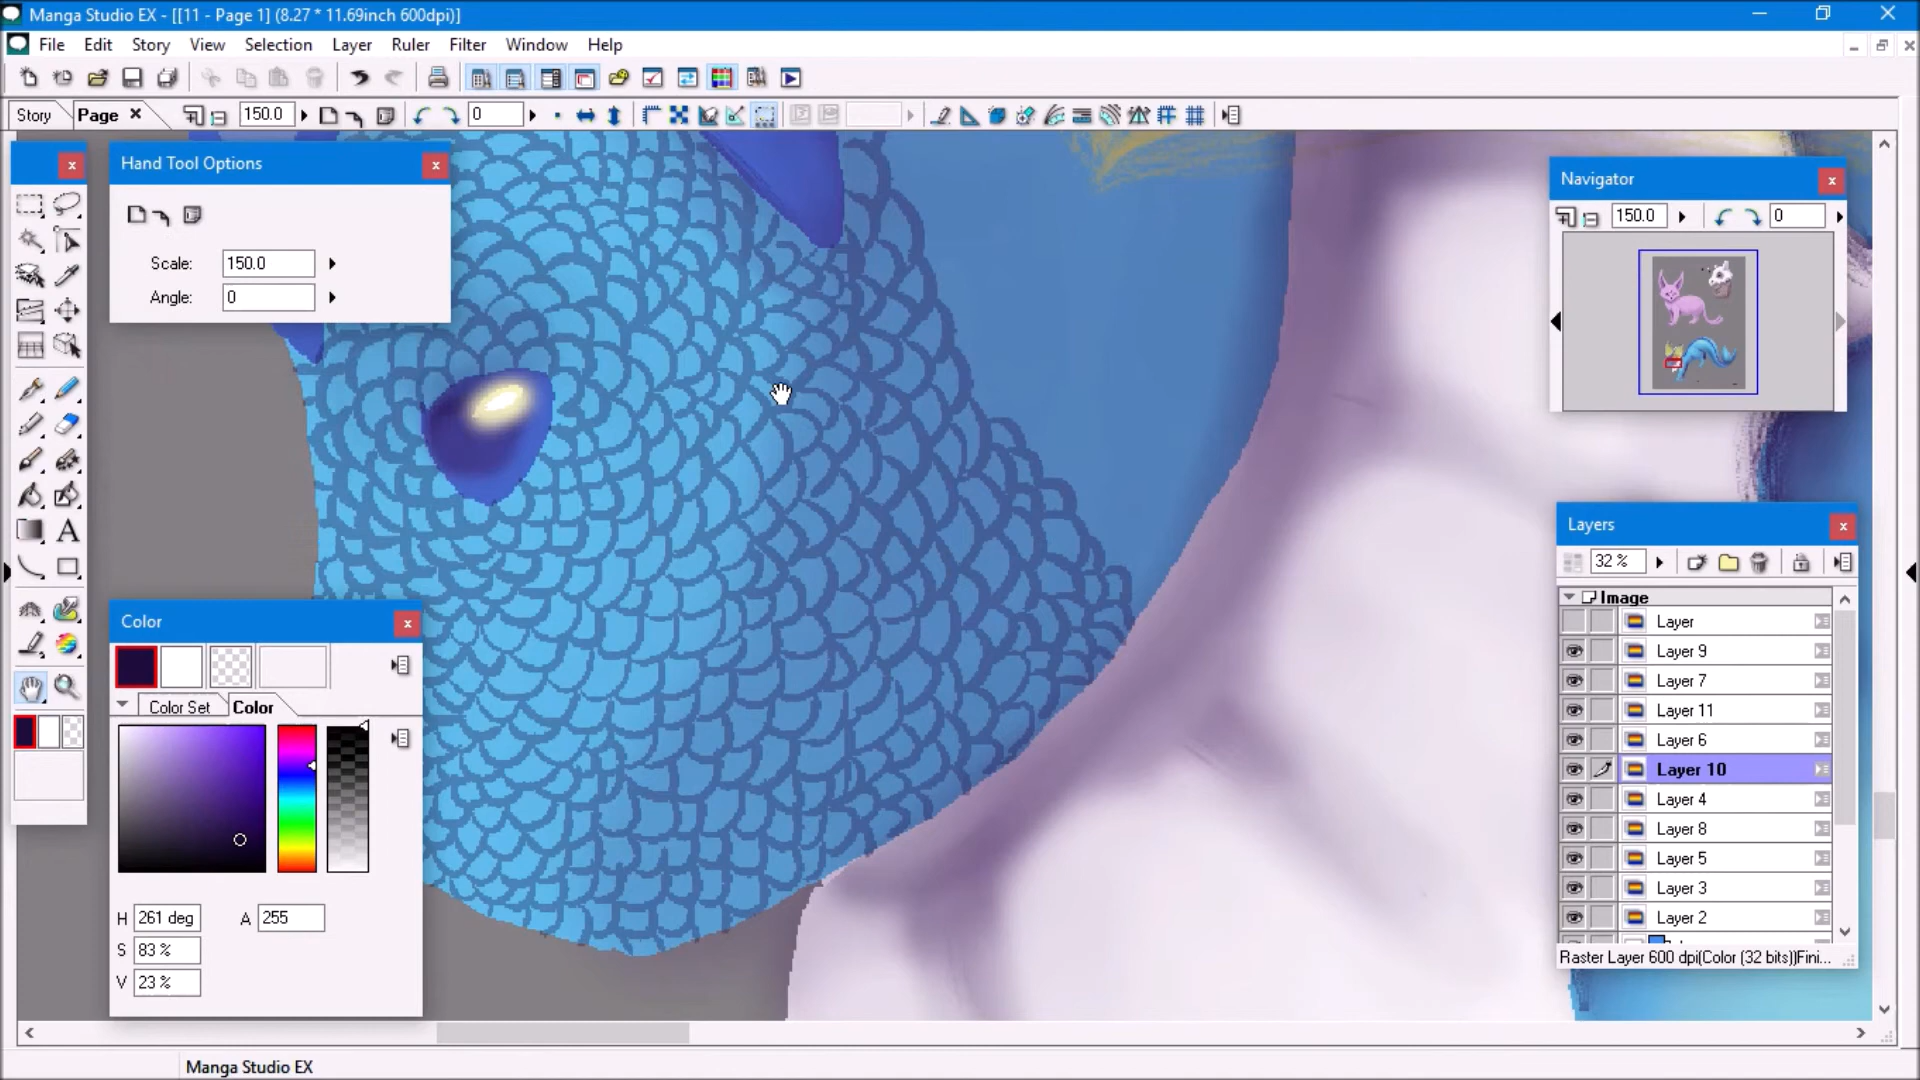 Manga Studio EX - [[11 - Page 1] (8.27 * 11.69inch 600dpi)]
File Edit Story View Selection Layer Ruler Filter Window Help
Story Page 150.0 0
Hand Tool Options
Scale: 150.0
Angle: 0
Navigator
150.0 0
Layers
32 %
Image
Layer
Layer 9
Layer 7
Layer 11
Layer 6
Layer 10
Layer 4
Layer 8
Layer 5
Layer 3
Layer 2
Raster Layer 600 dpi(Color (32 bits))Fini...
A
Color
Color Set Color
H 261 deg A 255
S 83 %
V 23 %
Manga Studio EX